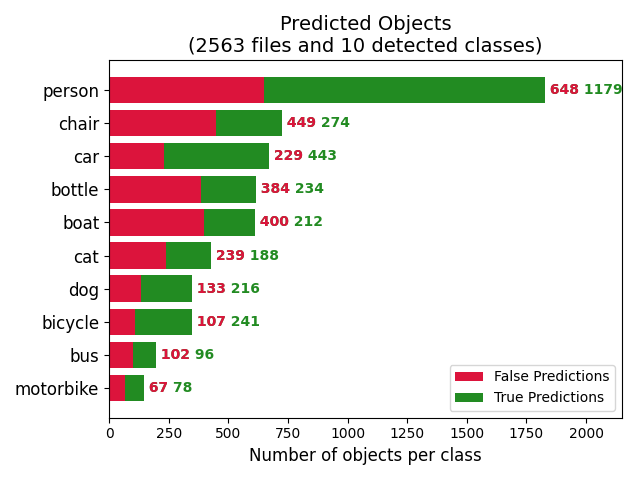 Predicted Objects
(2563 files and 10 detected classes)
person 648 1179
chair 449 274
car 229 443
bottle 384 234
boat 400 212
cat 239 188
dog 133 216
bicycle 107 241
bus 102 96
motorbike 67 78
False Predictions
True Predictions
0 250 500 750 1000 1250 1500 1750 2000
Number of objects per class